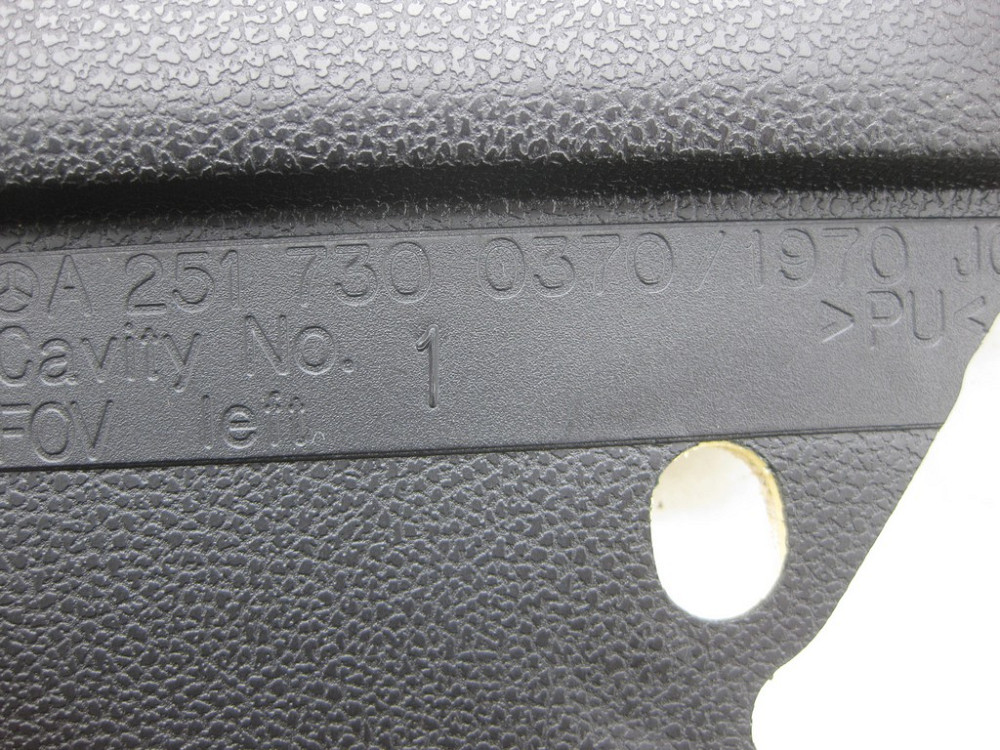 A 251 730 0370/1970
>PU<
Cavity No. 1
FOV left